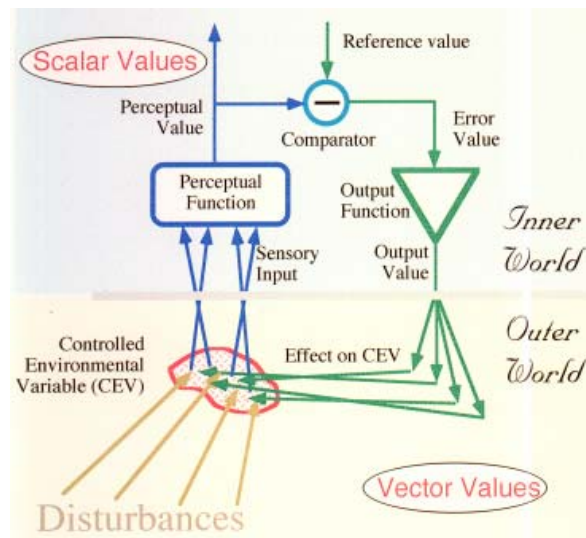 Scalar Values
Reference value
Perceptual
Value
Comparator
Error
Value
Perceptual
Function
Output
Function
Sensory
Input
Output
Value
Inner
World
Controlled
Environmental
Variable (CEV)
Effect on CEV
Outer
World
Vector Values
Disturbances